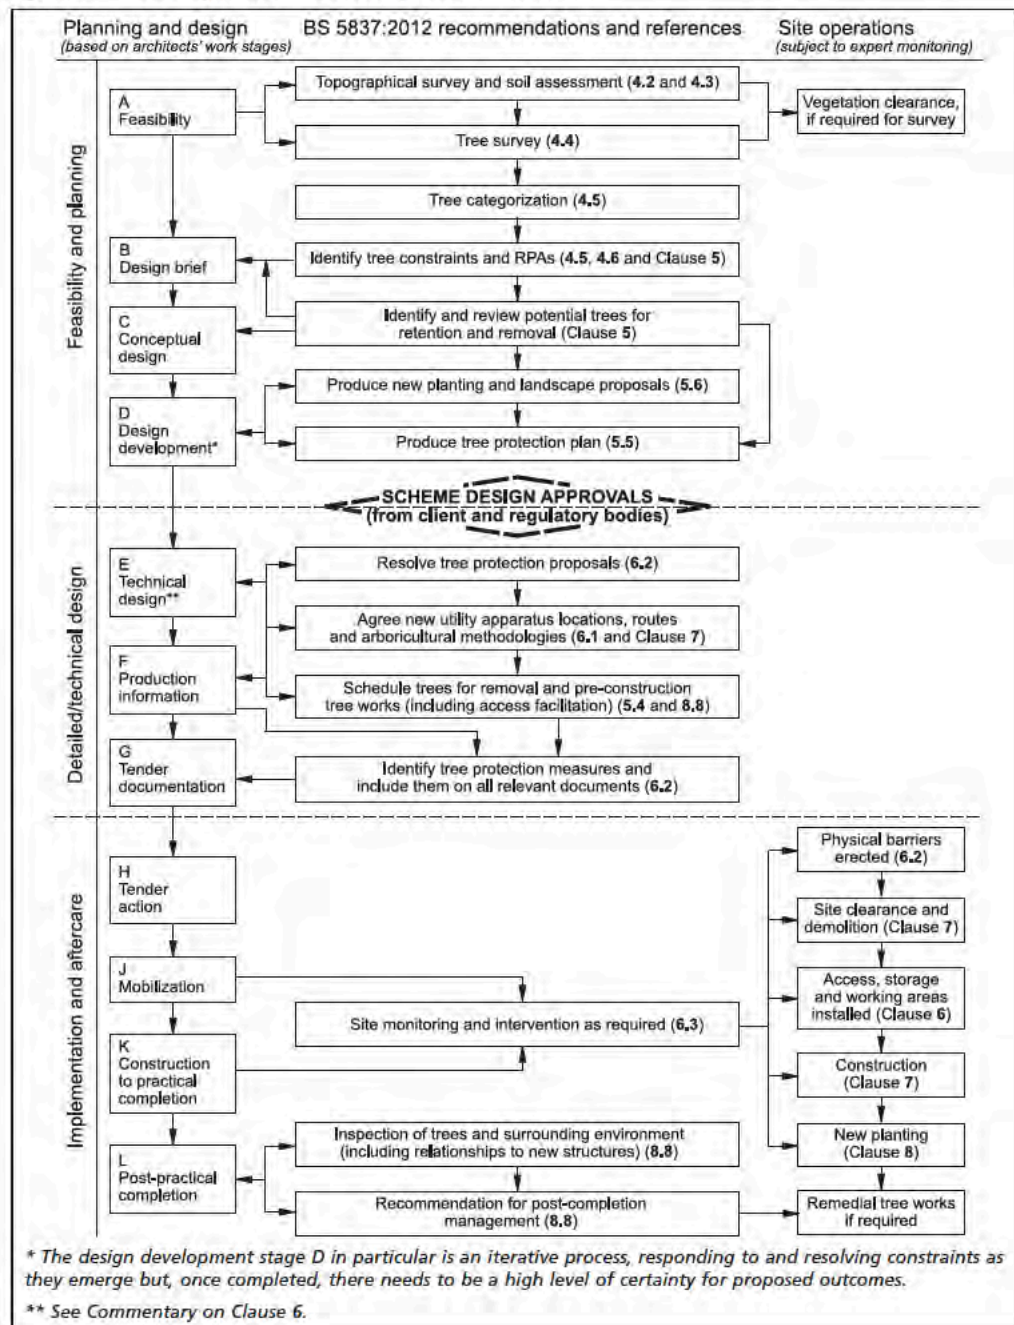 Planning and design
(based on architects' work stages)
BS 5837:2012 recommendations and references
Site operations
(subject to expert monitoring)
Feasibility and planning
A
Feasibility
Topographical survey and soil assessment (4.2 and 4.3)
Vegetation clearance,
if required for survey
Tree survey (4.4)
Tree categorization (4.5)
B
Design brief
Identify tree constraints and RPAs (4.5, 4.6 and Clause 5)
C
Conceptual
design
Identify and review potential trees for
retention and removal (Clause 5)
Produce new planting and landscape proposals (5.6)
D
Design
development*
Produce tree protection plan (5.5)
SCHEME DESIGN APPROVALS
(from client and regulatory bodies)
Detailed/technical design
E
Technical
design**
Resolve tree protection proposals (6.2)
Agree new utility apparatus locations, routes
and arboricultural methodologies (6.1 and Clause 7)
F
Production
information
Schedule trees for removal and pre-construction
tree works (including access facilitation) (5.4 and 8.8)
G
Tender
documentation
Identify tree protection measures and
include them on all relevant documents (6.2)
Implementation and aftercare
H
Tender
action
Physical barriers
erected (6.2)
Site clearance and
demolition (Clause 7)
J
Mobilization
Access, storage
and working areas
installed (Clause 6)
Site monitoring and intervention as required (6.3)
K
Construction
to practical
completion
Construction
(Clause 7)
Inspection of trees and surrounding environment
(including relationships to new structures) (8.8)
New planting
(Clause 8)
L
Post-practical
completion
Recommendation for post-completion
management (8.8)
Remedial tree works
if required
* The design development stage D in particular is an iterative process, responding to and resolving constraints as
they emerge but, once completed, there needs to be a high level of certainty for proposed outcomes.
** See Commentary on Clause 6.